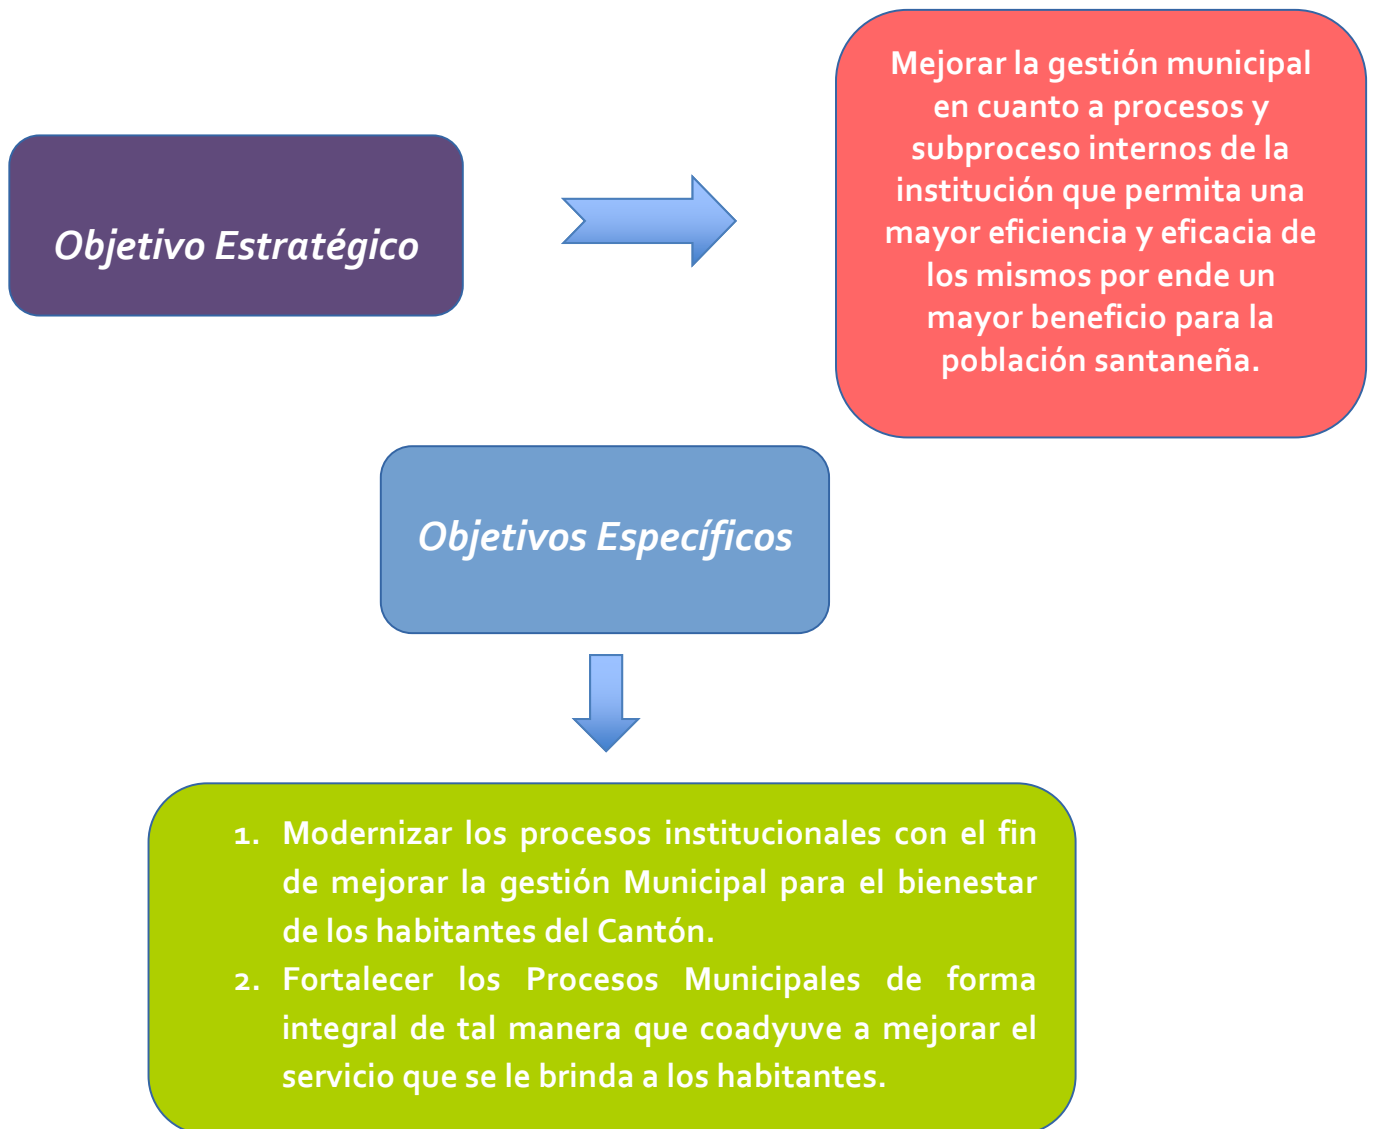 Objetivo Estratégico
Mejorar la gestión municipal
en cuanto a procesos y
subproceso internos de la
institución que permita una
mayor eficiencia y eficacia de
los mismos por ende un
mayor beneficio para la
población santaneña.
Objetivos Específicos
1. Modernizar los procesos institucionales con el fin
de mejorar la gestión Municipal para el bienestar
de los habitantes del Cantón.
2. Fortalecer los Procesos Municipales de forma
integral de tal manera que coadyuve a mejorar el
servicio que se le brinda a los habitantes.